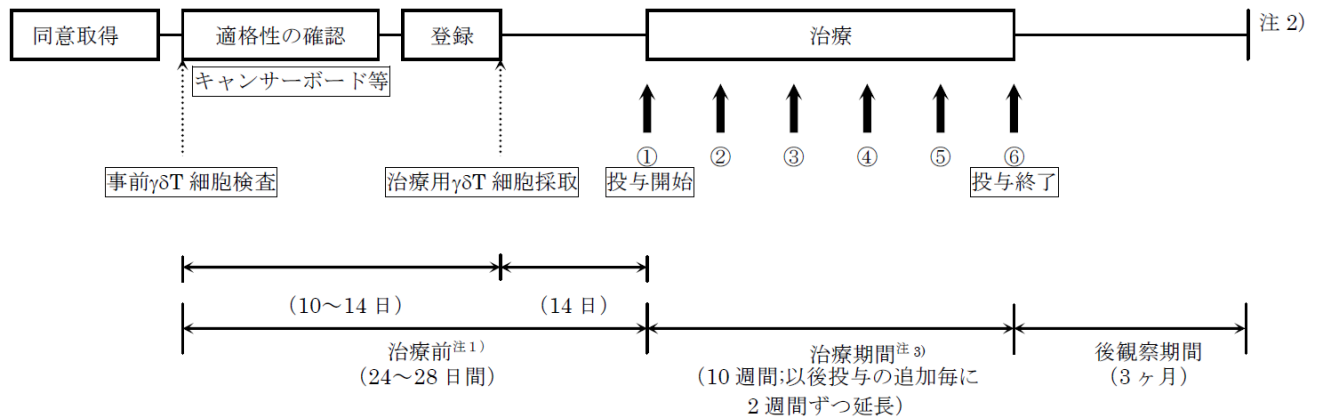 同意取得
適格性の確認
登録
治療
注 2)
キャンサーボード等
① ② ③ ④ ⑤ ⑥
事前γδT 細胞検査
治療用γδT 細胞採取
投与開始
投与終了
(10～14 日)
(14 日)
治療前注 1)
(24～28 日間)
治療期間注 3)
(10 週間;以後投与の追加毎に
2 週間ずつ延長)
後観察期間
(3 ヶ月)